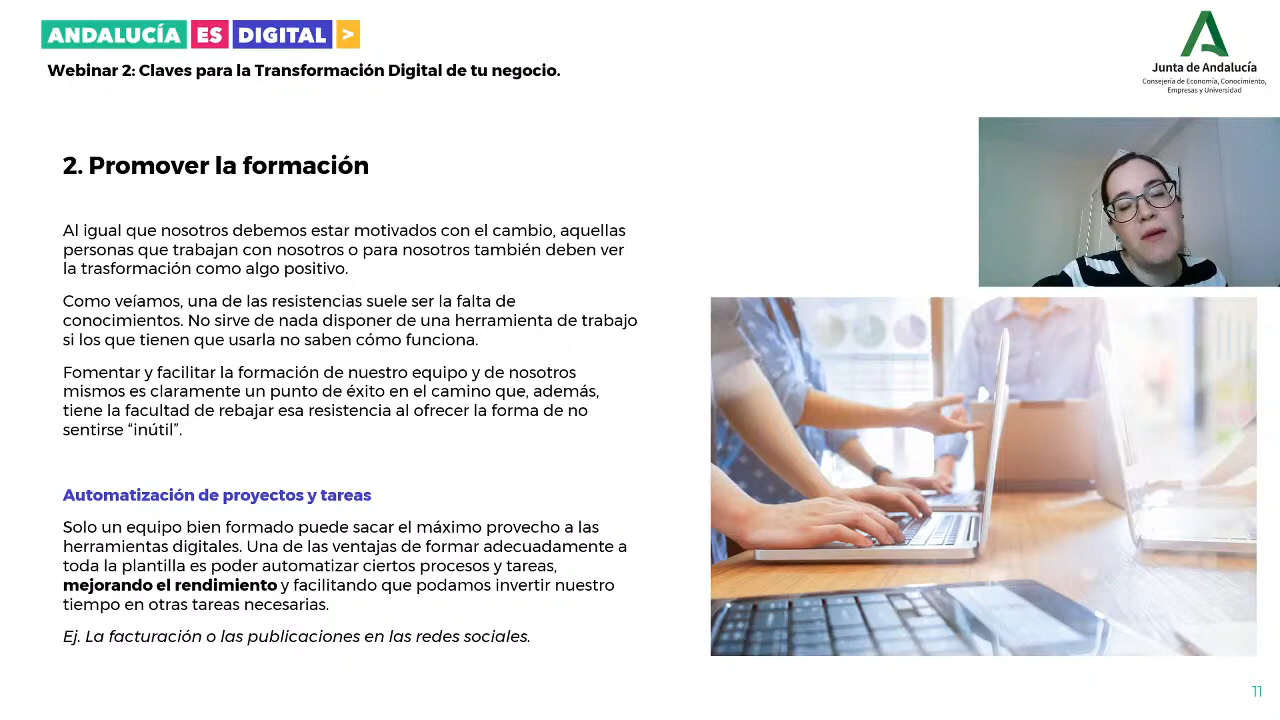 ANDALUCÍA ES DIGITAL >
Webinar 2: Claves para la Transformación Digital de tu negocio.
Junta de Andalucía
Consejería de Economía, Conocimiento,
Empresas y Universidad
2. Promover la formación
Al igual que nosotros debemos estar motivados con el cambio, aquellas
personas que trabajan con nosotros o para nosotros también deben ver
la trasformación como algo positivo.
Como veíamos, una de las resistencias suele ser la falta de
conocimientos. No sirve de nada disponer de una herramienta de trabajo
si los que tienen que usarla no saben cómo funciona.
Fomentar y facilitar la formación de nuestro equipo y de nosotros
mismos es claramente un punto de éxito en el camino que, además,
tiene la facultad de rebajar esa resistencia al ofrecer la forma de no
sentirse “inútil”.
Automatización de proyectos y tareas
Solo un equipo bien formado puede sacar el máximo provecho a las
herramientas digitales. Una de las ventajas de formar adecuadamente a
toda la plantilla es poder automatizar ciertos procesos y tareas,
mejorando el rendimiento y facilitando que podamos invertir nuestro
tiempo en otras tareas necesarias.
Ej. La facturación o las publicaciones en las redes sociales.
11